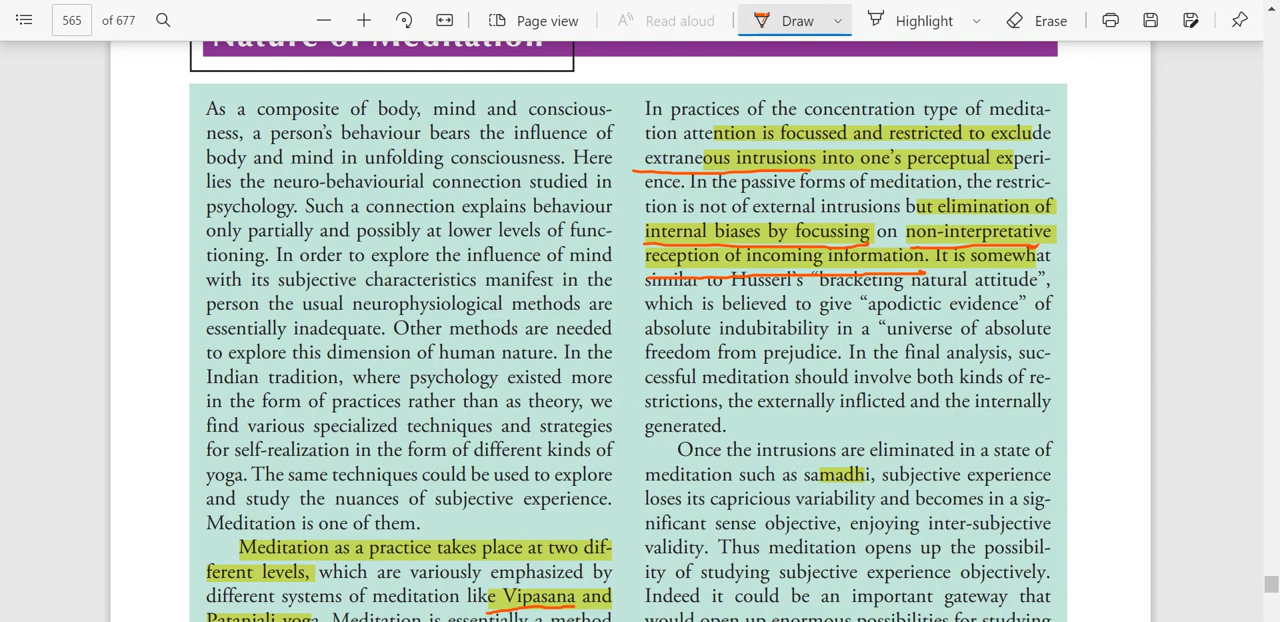 565 of 677
Page view
Read aloud
Draw
Highlight
Erase
Nature of Meditation
As a composite of body, mind and conscious-
ness, a person's behaviour bears the influence of
body and mind in unfolding consciousness. Here
lies the neuro-behaviourial connection studied in
psychology. Such a connection explains behaviour
only partially and possibly at lower levels of func-
tioning. In order to explore the influence of mind
with its subjective characteristics manifest in the
person the usual neurophysiological methods are
essentially inadequate. Other methods are needed
to explore this dimension of human nature. In the
Indian tradition, where psychology existed more
in the form of practices rather than as theory, we
find various specialized techniques and strategies
for self-realization in the form of different kinds of
yoga. The same techniques could be used to explore
and study the nuances of subjective experience.
Meditation is one of them.
Meditation as a practice takes place at two dif-
ferent levels, which are variously emphasized by
different systems of meditation like Vipasana and
Patanjali yoga. Meditation is essentially a method
In practices of the concentration type of medita-
tion attention is focussed and restricted to exclude
extraneous intrusions into one's perceptual experi-
ence. In the passive forms of meditation, the restric-
tion is not of external intrusions but elimination of
internal biases by focussing on non-interpretative
reception of incoming information. It is somewhat
similar to Husserl's “bracketing natural attitude”,
which is believed to give “apodictic evidence” of
absolute indubitability in a “universe of absolute
freedom from prejudice. In the final analysis, suc-
cessful meditation should involve both kinds of re-
strictions, the externally inflicted and the internally
generated.
Once the intrusions are eliminated in a state of
meditation such as samadhi, subjective experience
loses its capricious variability and becomes in a sig-
nificant sense objective, enjoying inter-subjective
validity. Thus meditation opens up the possibil-
ity of studying subjective experience objectively.
Indeed it could be an important gateway that
would open up enormous possibilities for studying